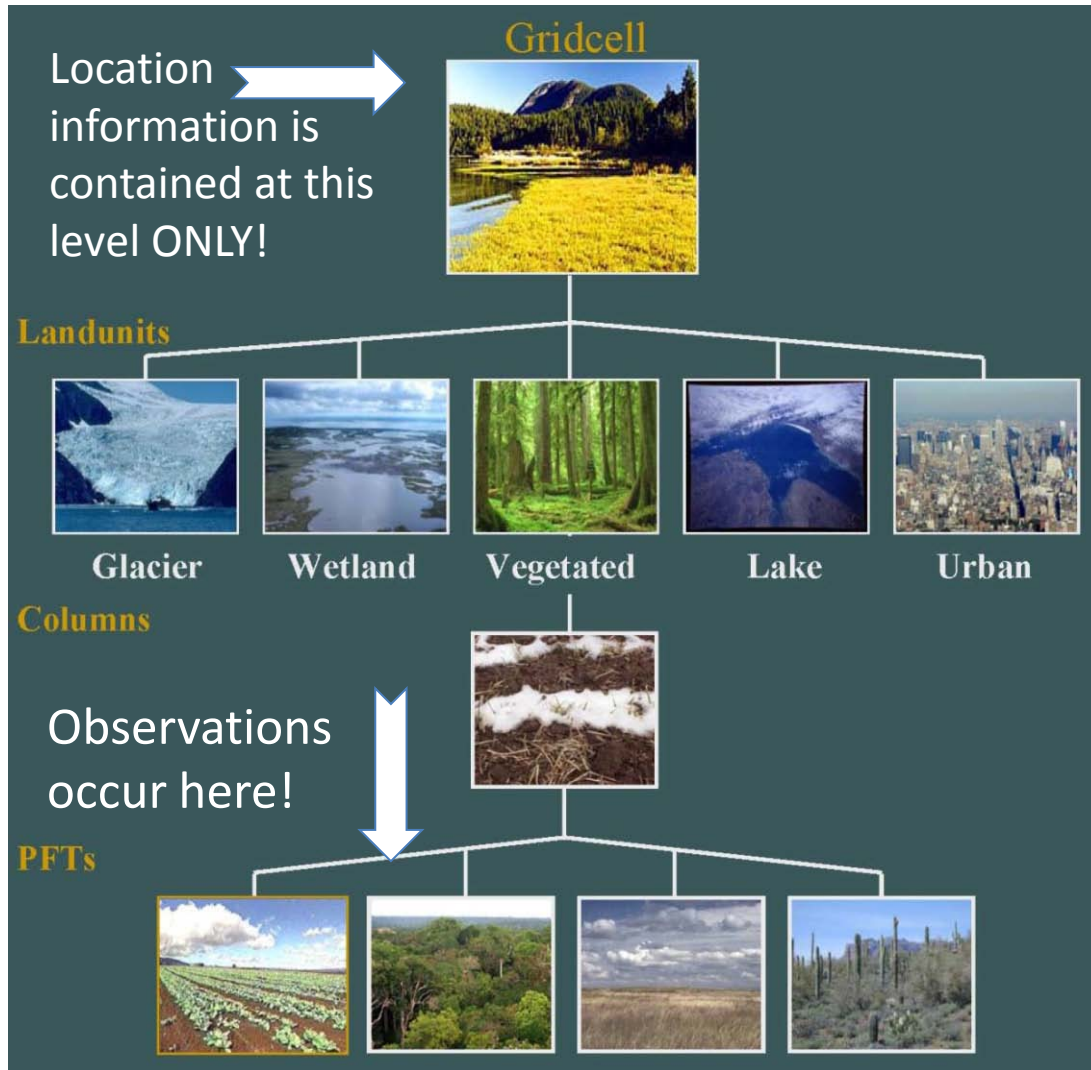 Gridcell
Location
information is
contained at this
level ONLY!
Landunits
Glacier Wetland Vegetated Lake Urban
Columns
Observations
occur here!
PFTs